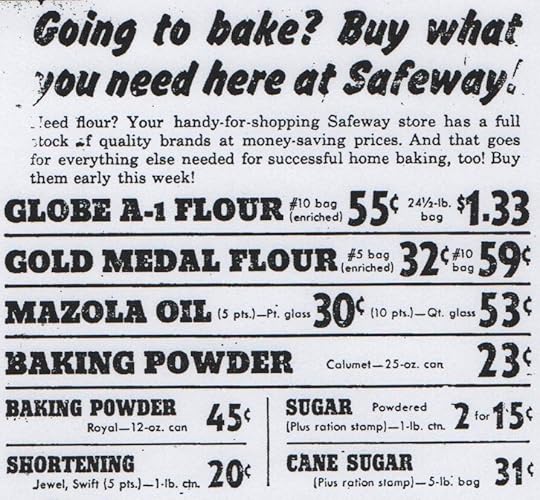 Going to bake? Buy what
you need here at Safeway!
Need flour? Your handy-for-shopping Safeway store has a full
stock of quality brands at money-saving prices. And that goes
for everything else needed for successful home baking, too! Buy
them early this week!
GLOBE A-1 FLOUR #10 bag (enriched) 55¢ 24½-lb. bag $1.33
GOLD MEDAL FLOUR #5 bag (enriched) 32¢ #10 bag 59¢
MAZOLA OIL (5 pts.)—Pt. glass 30¢ (10 pts.)—Qt. glass 53¢
BAKING POWDER Calumet—25-oz. can 23¢
BAKING POWDER
Royal—12-oz. can 45¢
SUGAR Powdered
(Plus ration stamp)—1-lb. ctn. 2 for 15¢
SHORTENING
Jewel, Swift (5 pts.)—1-lb. ctn. 20¢
CANE SUGAR
(Plus ration stamp)—5-lb. bag 31¢